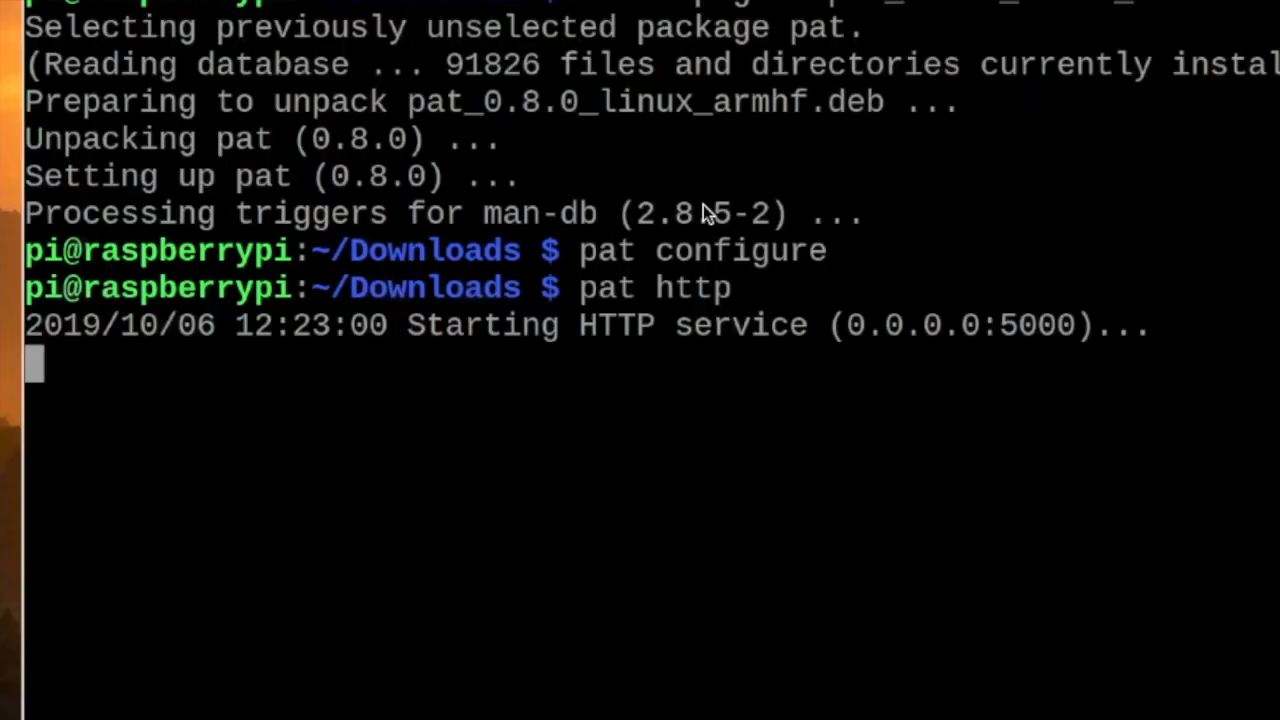 Selecting previously unselected package pat.
(Reading database ... 91826 files and directories currently instal
Preparing to unpack pat_0.8.0_linux_armhf.deb ...
Unpacking pat (0.8.0) ...
Setting up pat (0.8.0) ...
Processing triggers for man-db (2.8.5-2) ...
pi@raspberrypi:~/Downloads $ pat configure
pi@raspberrypi:~/Downloads $ pat http
2019/10/06 12:23:00 Starting HTTP service (0.0.0.0:5000)...